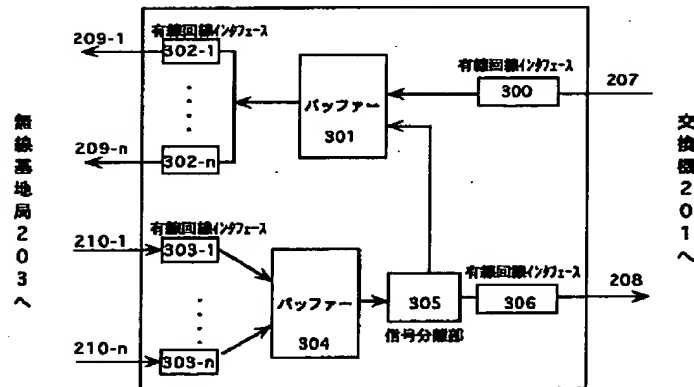 有線回線インタフェース
209-1
302-1
有線回線インタフェース
207
300
バッファー
301
209-n
302-n
無線基地局203へ
交換機201へ
有線回線インタフェース
210-1
303-1
有線回線インタフェース
208
バッファー
304
305
306
信号分離部
210-n
303-n